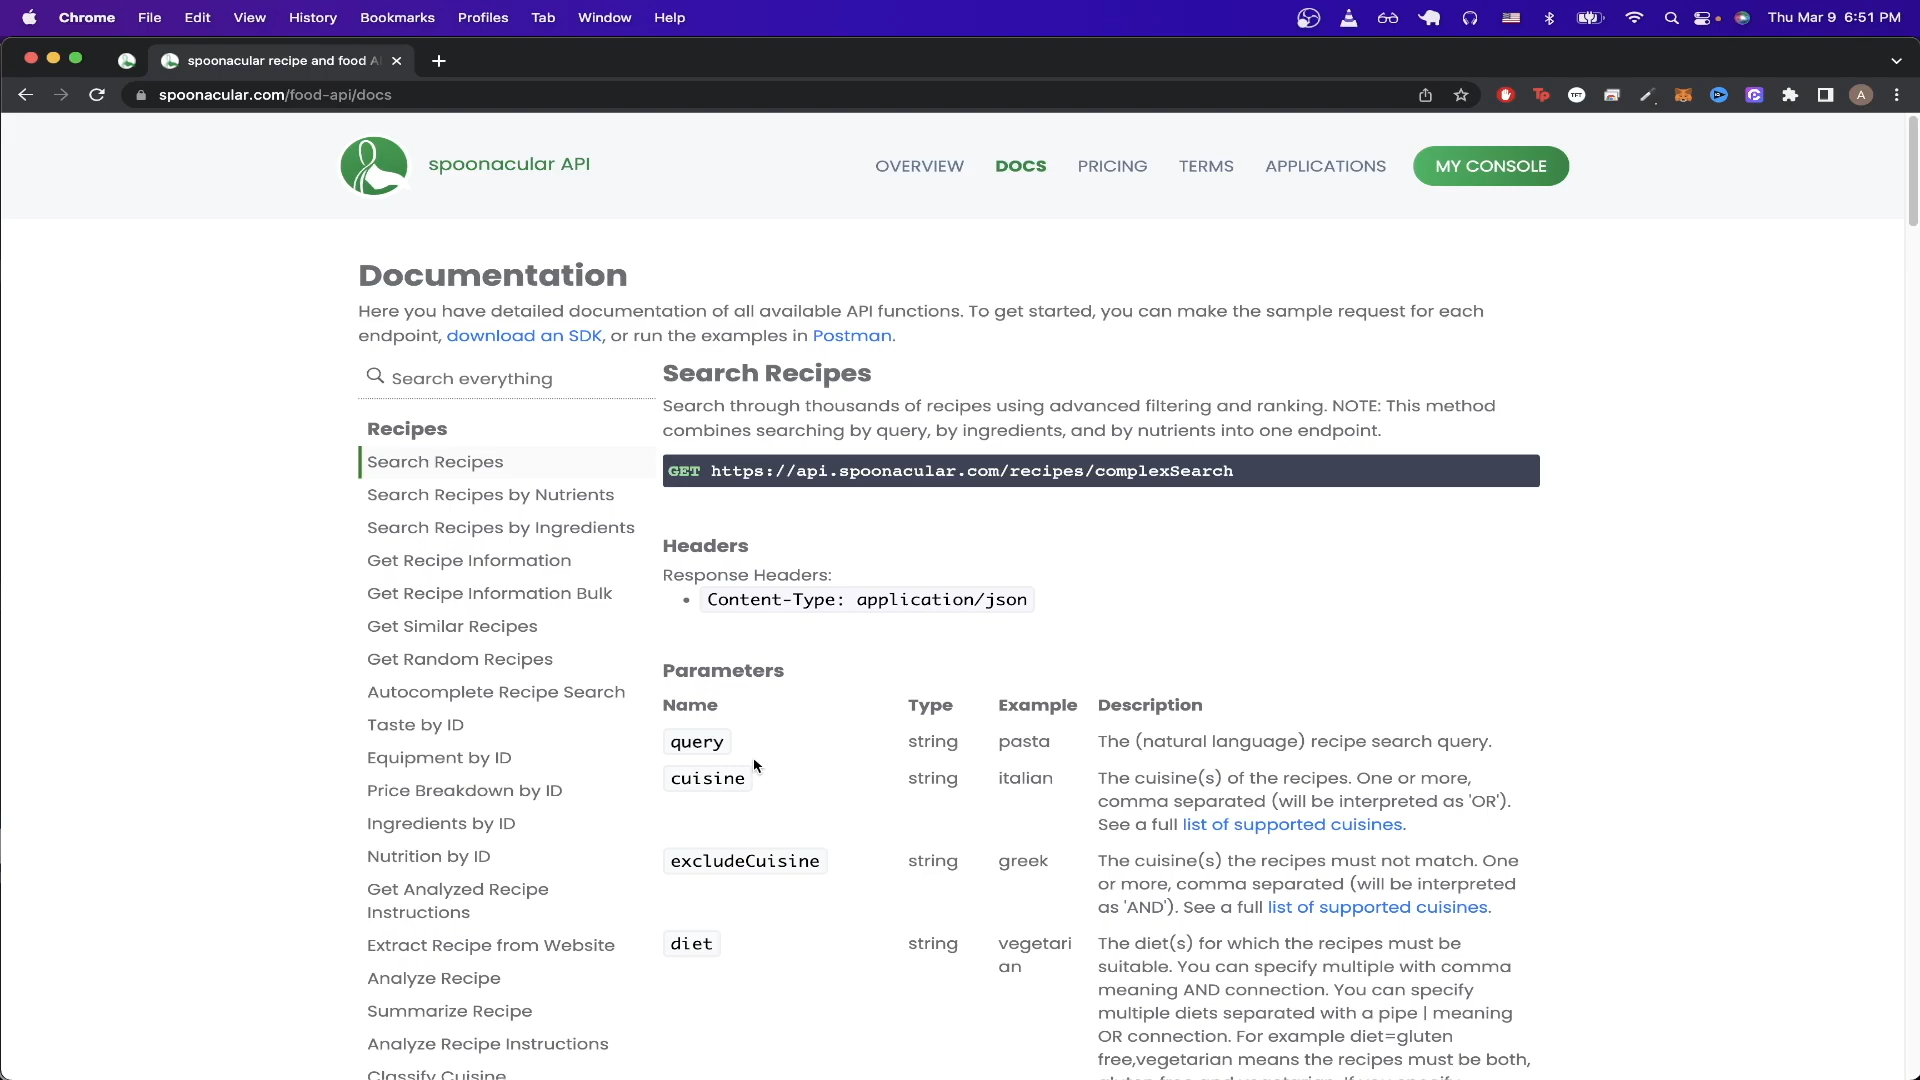 Chrome File Edit View History Bookmarks Profiles Tab Window Help Thu Mar 9 6:51 PM
spoonacular recipe and food A
spoonacular.com/food-api/docs
A
spoonacular API OVERVIEW DOCS PRICING TERMS APPLICATIONS MY CONSOLE
Documentation
Here you have detailed documentation of all available API functions. To get started, you can make the sample request for each
endpoint, download an SDK, or run the examples in Postman.
Search everything
Recipes
Search Recipes
Search Recipes by Nutrients
Search Recipes by Ingredients
Get Recipe Information
Get Recipe Information Bulk
Get Similar Recipes
Get Random Recipes
Autocomplete Recipe Search
Taste by ID
Equipment by ID
Price Breakdown by ID
Ingredients by ID
Nutrition by ID
Get Analyzed Recipe
Instructions
Extract Recipe from Website
Analyze Recipe
Summarize Recipe
Analyze Recipe Instructions
Classify Cuisine
Search Recipes
Search through thousands of recipes using advanced filtering and ranking. NOTE: This method
combines searching by query, by ingredients, and by nutrients into one endpoint.
GET https://api.spoonacular.com/recipes/complexSearch
Headers
Response Headers:
• Content-Type: application/json
Parameters
Name Type Example Description
query string pasta The (natural language) recipe search query.
cuisine string italian The cuisine(s) of the recipes. One or more,
comma separated (will be interpreted as 'OR').
See a full list of supported cuisines.
excludeCuisine string greek The cuisine(s) the recipes must not match. One
or more, comma separated (will be interpreted
as 'AND'). See a full list of supported cuisines.
diet string vegetari The diet(s) for which the recipes must be
an suitable. You can specify multiple with comma
meaning AND connection. You can specify
multiple diets separated with a pipe | meaning
OR connection. For example diet=gluten
free,vegetarian means the recipes must be both,